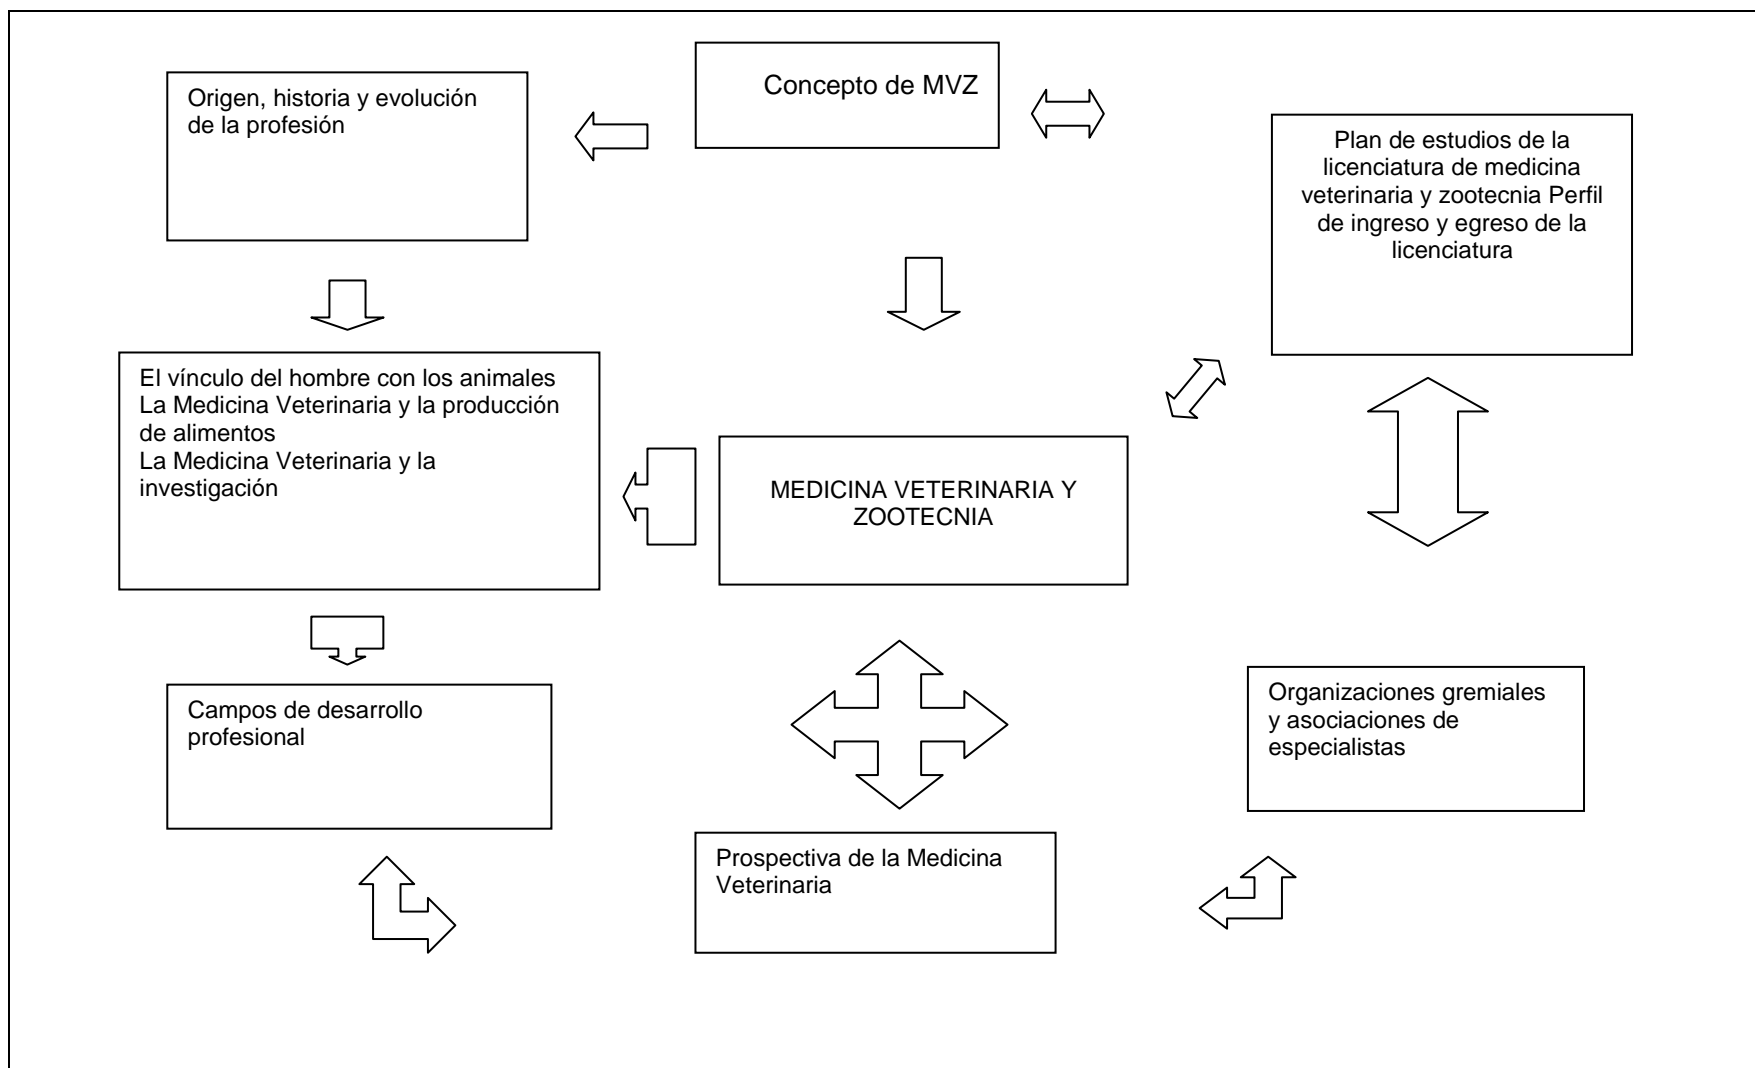 Concepto de MVZ
Origen, historia y evolución
de la profesión
Plan de estudios de la
licenciatura de medicina
veterinaria y zootecnia Perfil
de ingreso y egreso de la
licenciatura
El vínculo del hombre con los animales
La Medicina Veterinaria y la producción
de alimentos
La Medicina Veterinaria y la
investigación
MEDICINA VETERINARIA Y
ZOOTECNIA
Campos de desarrollo
profesional
Organizaciones gremiales
y asociaciones de
especialistas
Prospectiva de la Medicina
Veterinaria